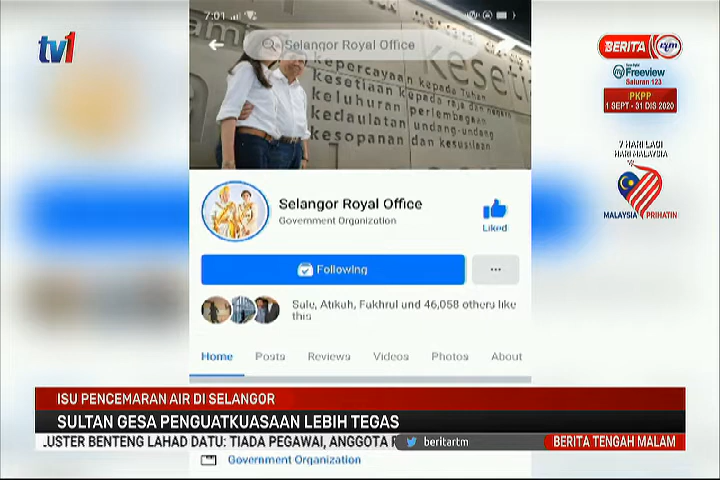 tv1
7:01
Selangor Royal Office
kesetia
kepercayaan kepada Tuhan
kesetiaan kepada raja dan negara
keluhuran perlembagaan
kedaulatan undang-undang
kesopanan dan kesusilaan
BERITA rtm
Freeview
Saluran 123
PKPP
1 SEPT - 31 DIS 2020
7 HARI LAGI
HARI MALAYSIA
MALAYSIA PRIHATIN
Selangor Royal Office
Government Organization
Liked
Following
...
Sule, Atikah, Fakhrul and 46,058 others like
this
Home Posts Reviews Videos Photos About
ISU PENCEMARAN AIR DI SELANGOR
SULTAN GESA PENGUATKUASAAN LEBIH TEGAS
LUSTER BENTENG LAHAD DATU: TIADA PEGAWAI, ANGGOTA beritartm BERITA TENGAH MALAM
Government Organization